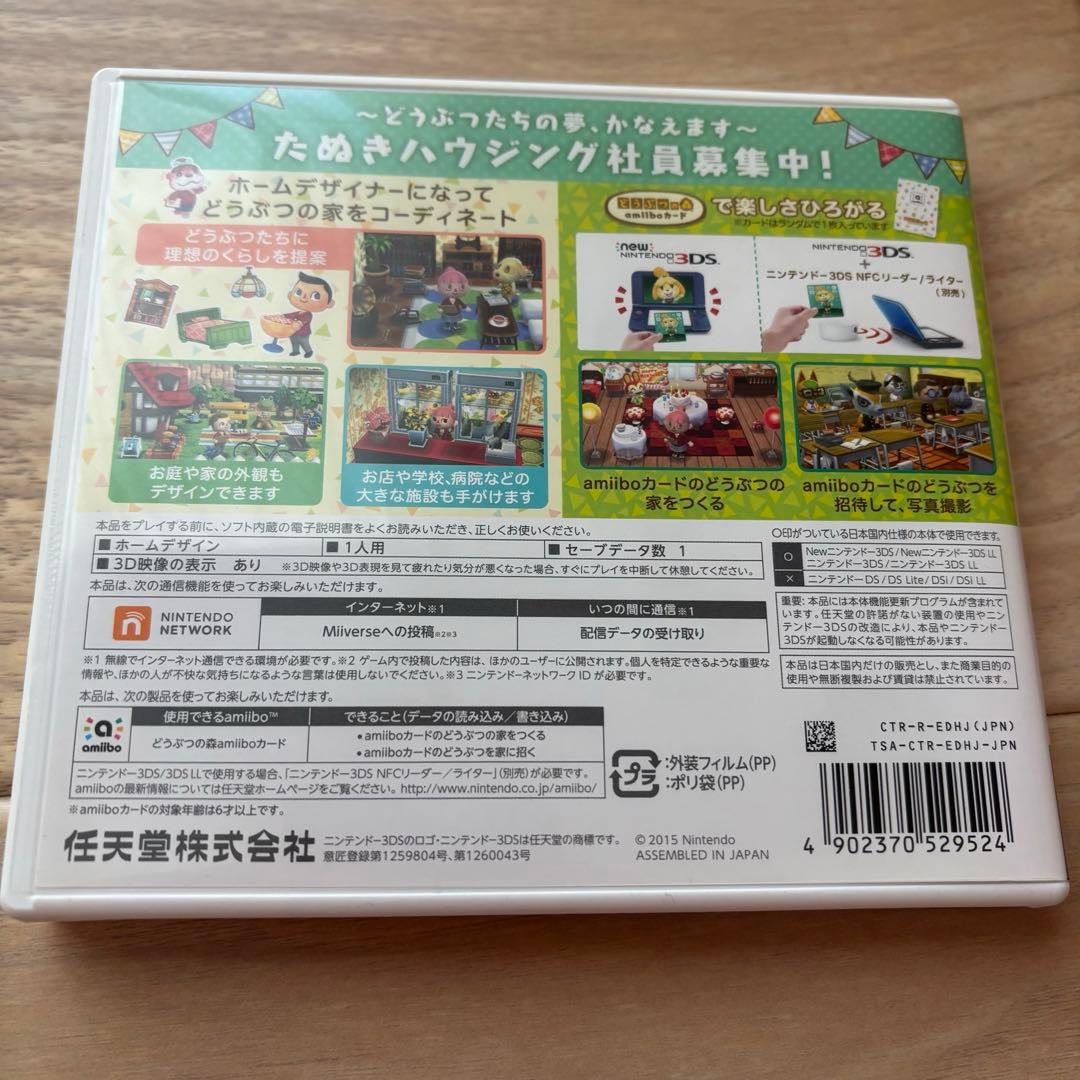 ～どうぶつたちの夢、かなえます～
たぬきハウジング社員募集中！
ホームデザイナーになって
どうぶつの家をコーディネート
どうぶつたちに
理想のくらしを提案
お庭や家の外観も
デザインできます
お店や学校、病院などの
大きな施設も手がけます
どうぶつの森
amiiboカード
で楽しさひろがる
※カードはランダムで1枚入っています
new
NINTENDO3DS
NINTENDO3DS
+
ニンテンドー3DS NFCリーダー/ライター
(別売)
amiiboカードのどうぶつの
家をつくる
amiiboカードのどうぶつを
招待して、写真撮影
本品をプレイする前に、ソフト内蔵の電子説明書をよくお読みいただき、正しくお使いください。
■ホームデザイン
■1人用
■セーブデータ数 1
■3D映像の表示 あり
※3D映像や3D表現を見て疲れたり気分が悪くなった場合、すぐにプレイを中断して休憩してください。
本品は、次の通信機能を使ってお楽しみいただけます。
NINTENDO
NETWORK
インターネット※1
いつの間に通信※1
Miiverseへの投稿※2※3
配信データの受け取り
※1 無線でインターネット通信できる環境が必要です。※2 ゲーム内で投稿した内容は、ほかのユーザーに公開されます。個人を特定できるような重要な
情報や、ほかの人が不快な気持ちになるような言葉は使用しないでください。※3 ニンテンドーネットワークIDが必要です。
本品は、次の製品を使ってお楽しみいただけます。
amiibo
使用できるamiibo™
できること(データの読み込み/書き込み)
どうぶつの森amiiboカード
●amiiboカードのどうぶつの家をつくる
●amiiboカードのどうぶつを家に招く
ニンテンドー3DS/3DS LLで使用する場合、「ニンテンドー3DS NFCリーダー/ライター」(別売)が必要です。
amiiboの最新情報については任天堂ホームページをご覧ください。http://www.nintendo.co.jp/amiibo/
※amiiboカードの対象年齢は6才以上です。
任天堂株式会社
ニンテンドー3DSのロゴ・ニンテンドー3DSは任天堂の商標です。
意匠登録第1259804号、第1260043号
プラ
:外装フィルム(PP)
:ポリ袋(PP)
© 2015 Nintendo
ASSEMBLED IN JAPAN
○印がついている日本国内仕様の本体で使用できます。
○
Newニンテンドー3DS/Newニンテンドー3DS LL
ニンテンドー3DS/ニンテンドー3DS LL
×
ニンテンドーDS/DS Lite/DSi/DSi LL
重要:本品には本体機能更新プログラムが含まれて
います。任天堂の許諾がない装置の使用やニン
テンドー3DSの改造により、本品やニンテンドー
3DSが起動しなくなる可能性があります。
本品は日本国内だけの販売とし、また商業目的の
使用や無断複製および賃貸は禁止されています。
CTR-R-EDHJ(JPN)
TSA-CTR-EDHJ-JPN
4 902370 529524